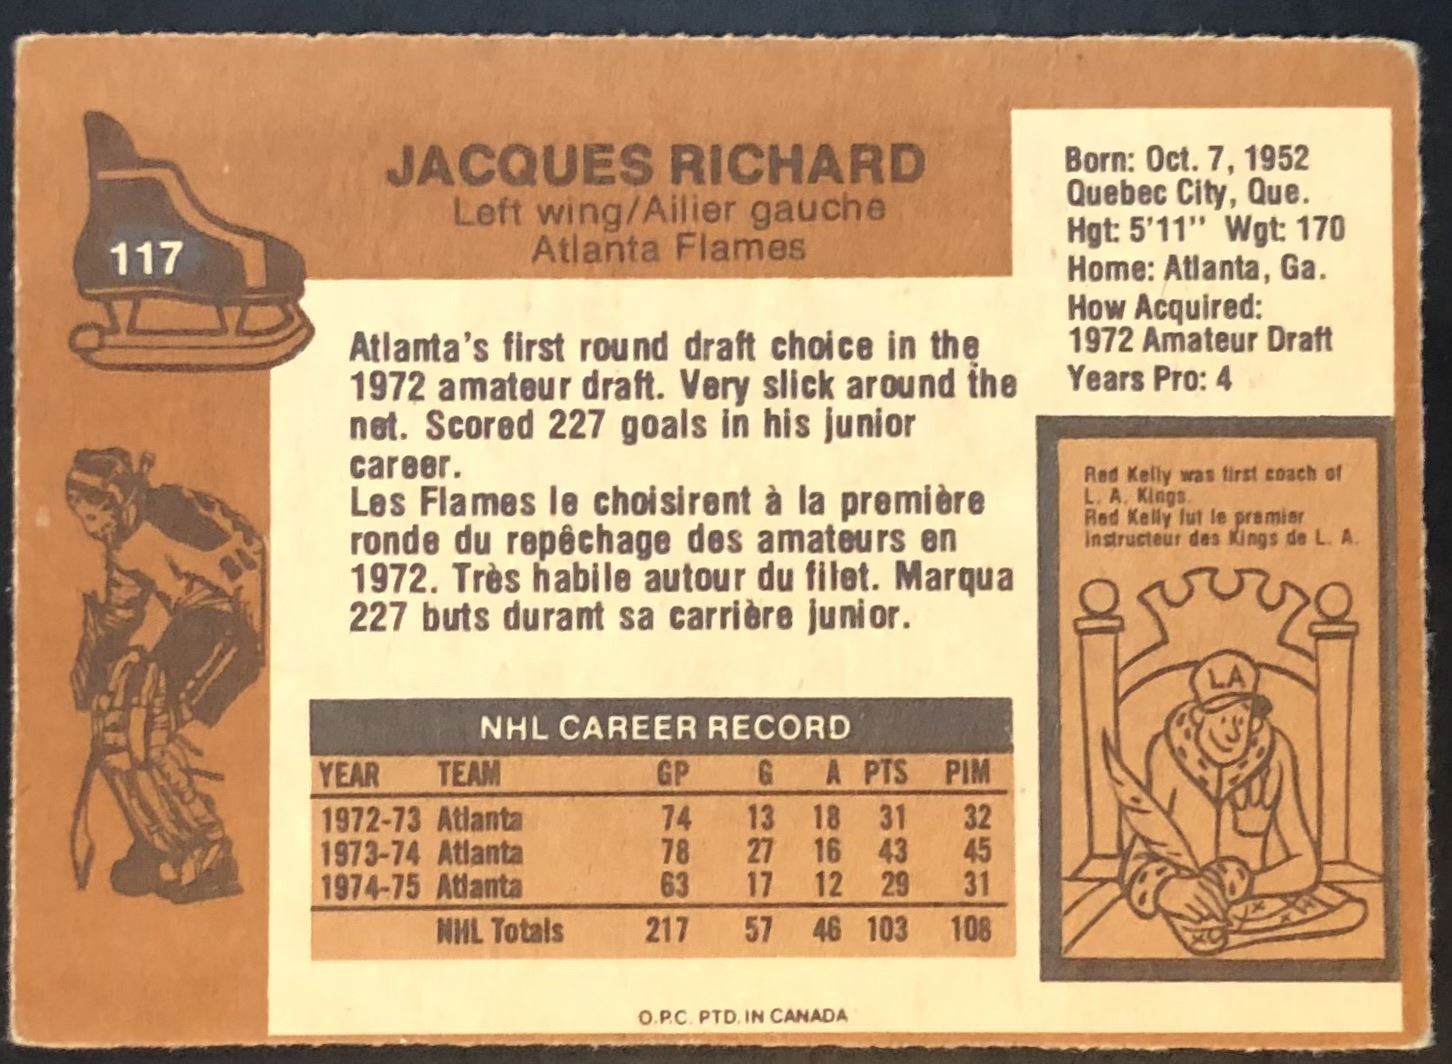 117
JACQUES RICHARD
Left wing/Ailier gauche
Atlanta Flames
Born: Oct. 7, 1952
Quebec City, Que.
Hgt: 5'11" Wgt: 170
Home: Atlanta, Ga.
How Acquired:
1972 Amateur Draft
Years Pro: 4
Atlanta's first round draft choice in the
1972 amateur draft. Very slick around the
net. Scored 227 goals in his junior
career.
Les Flames le choisirent à la première
ronde du repêchage des amateurs en
1972. Très habile autour du filet. Marqua
227 buts durant sa carrière junior.
Red Kelly was first coach of
L. A. Kings.
Red Kelly fut le premier
instructeur des Kings de L. A.
LA
NHL CAREER RECORD
YEAR TEAM GP G A PTS PIM
1972-73 Atlanta 74 13 18 31 32
1973-74 Atlanta 78 27 16 43 45
1974-75 Atlanta 63 17 12 29 31
NHL Totals 217 57 46 103 108
O.P.C. PTD. IN CANADA